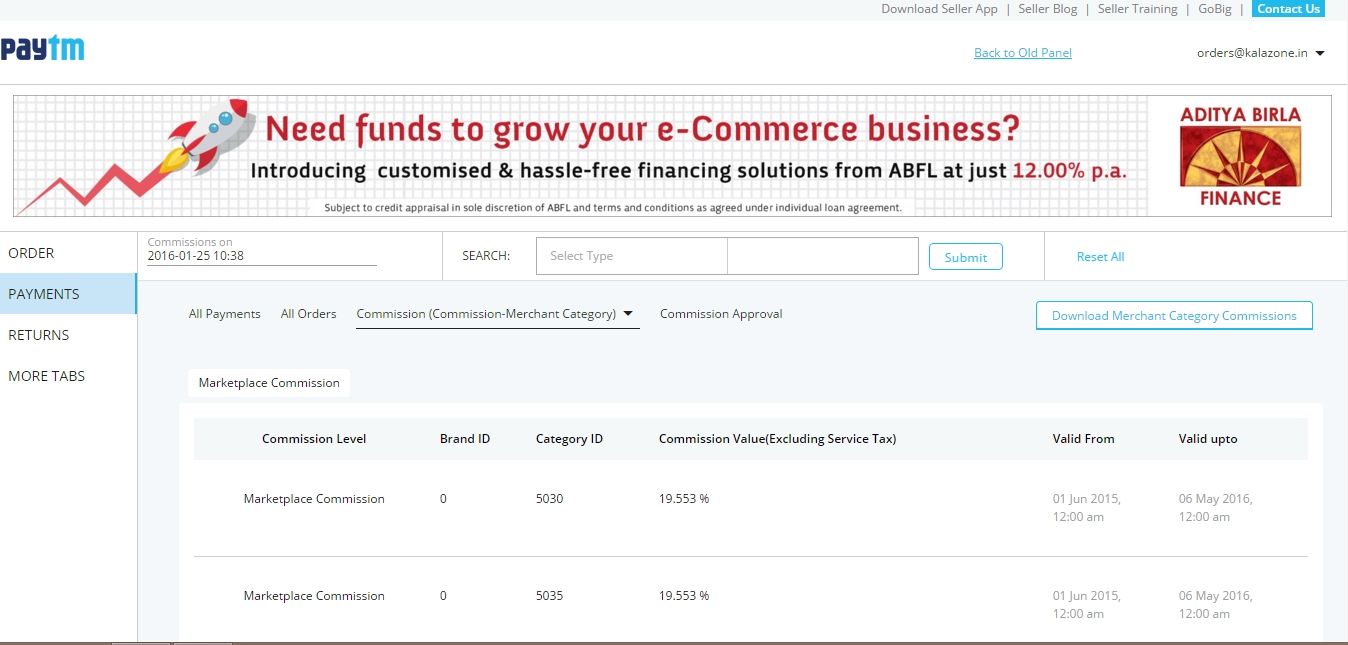 Download Seller App | Seller Blog | Seller Training | GoBig | Contact Us
paytm
Back to Old Panel
orders@kalazone.in
Need funds to grow your e-Commerce business?
Introducing customised & hassle-free financing solutions from ABFL at just 12.00% p.a.
Subject to credit appraisal in sole discretion of ABFL and terms and conditions as agreed under individual loan agreement.
ADITYA BIRLA
FINANCE
ORDER
PAYMENTS
RETURNS
MORE TABS
Commissions on
2016-01-25 10:38
SEARCH: Select Type Submit Reset All
All Payments All Orders Commission (Commission-Merchant Category) Commission Approval Download Merchant Category Commissions
Marketplace Commission
Commission Level Brand ID Category ID Commission Value(Excluding Service Tax) Valid From Valid upto
Marketplace Commission 0 5030 19.553 % 01 Jun 2015, 06 May 2016,
12:00 am 12:00 am
Marketplace Commission 0 5035 19.553 % 01 Jun 2015, 06 May 2016,
12:00 am 12:00 am